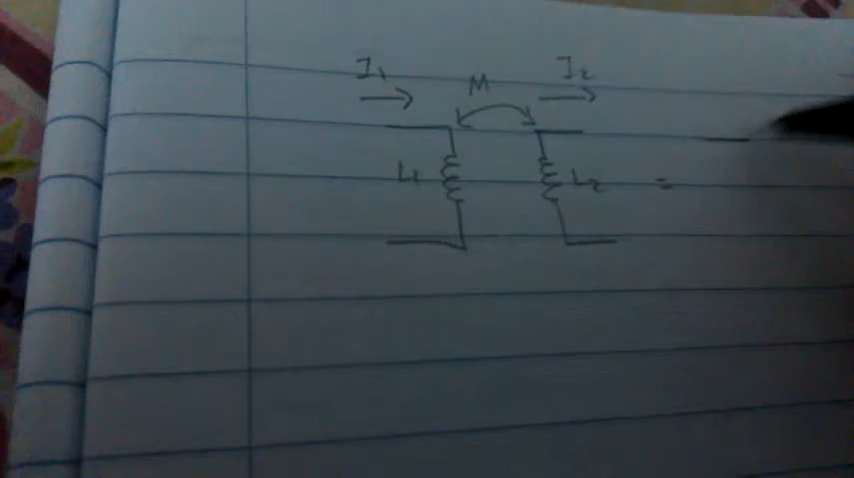 I₁ M I₂
L₁ L₂ =